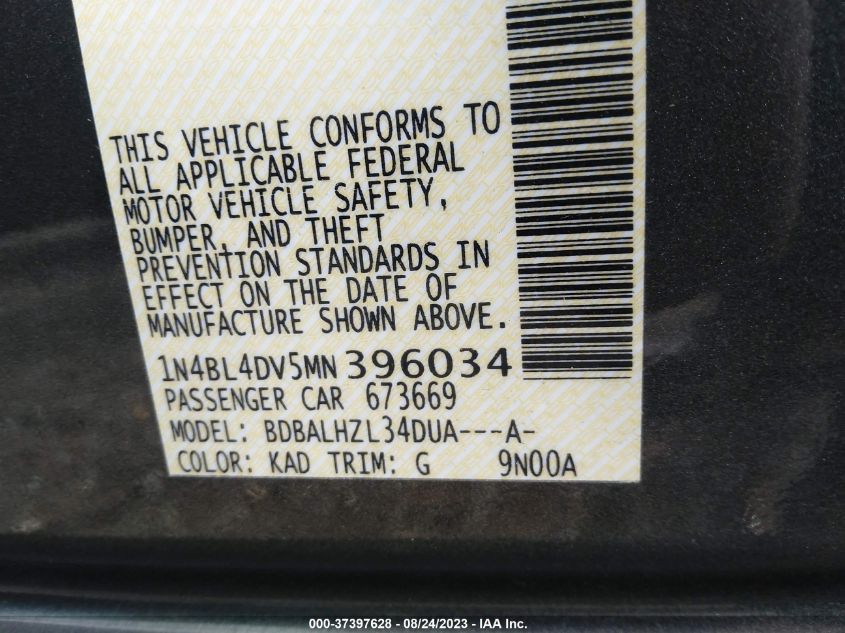 THIS VEHICLE CONFORMS TO
ALL APPLICABLE FEDERAL
MOTOR VEHICLE SAFETY,
BUMPER, AND THEFT
PREVENTION STANDARDS IN
EFFECT ON THE DATE OF
MANUFACTURE SHOWN ABOVE.
1N4BL4DV5MN396034
PASSENGER CAR 673669
MODEL: BDBALHZL34DUA---A-
COLOR: KAD TRIM: G 9N00A
000-37397628 - 08/24/2023 - IAA Inc.